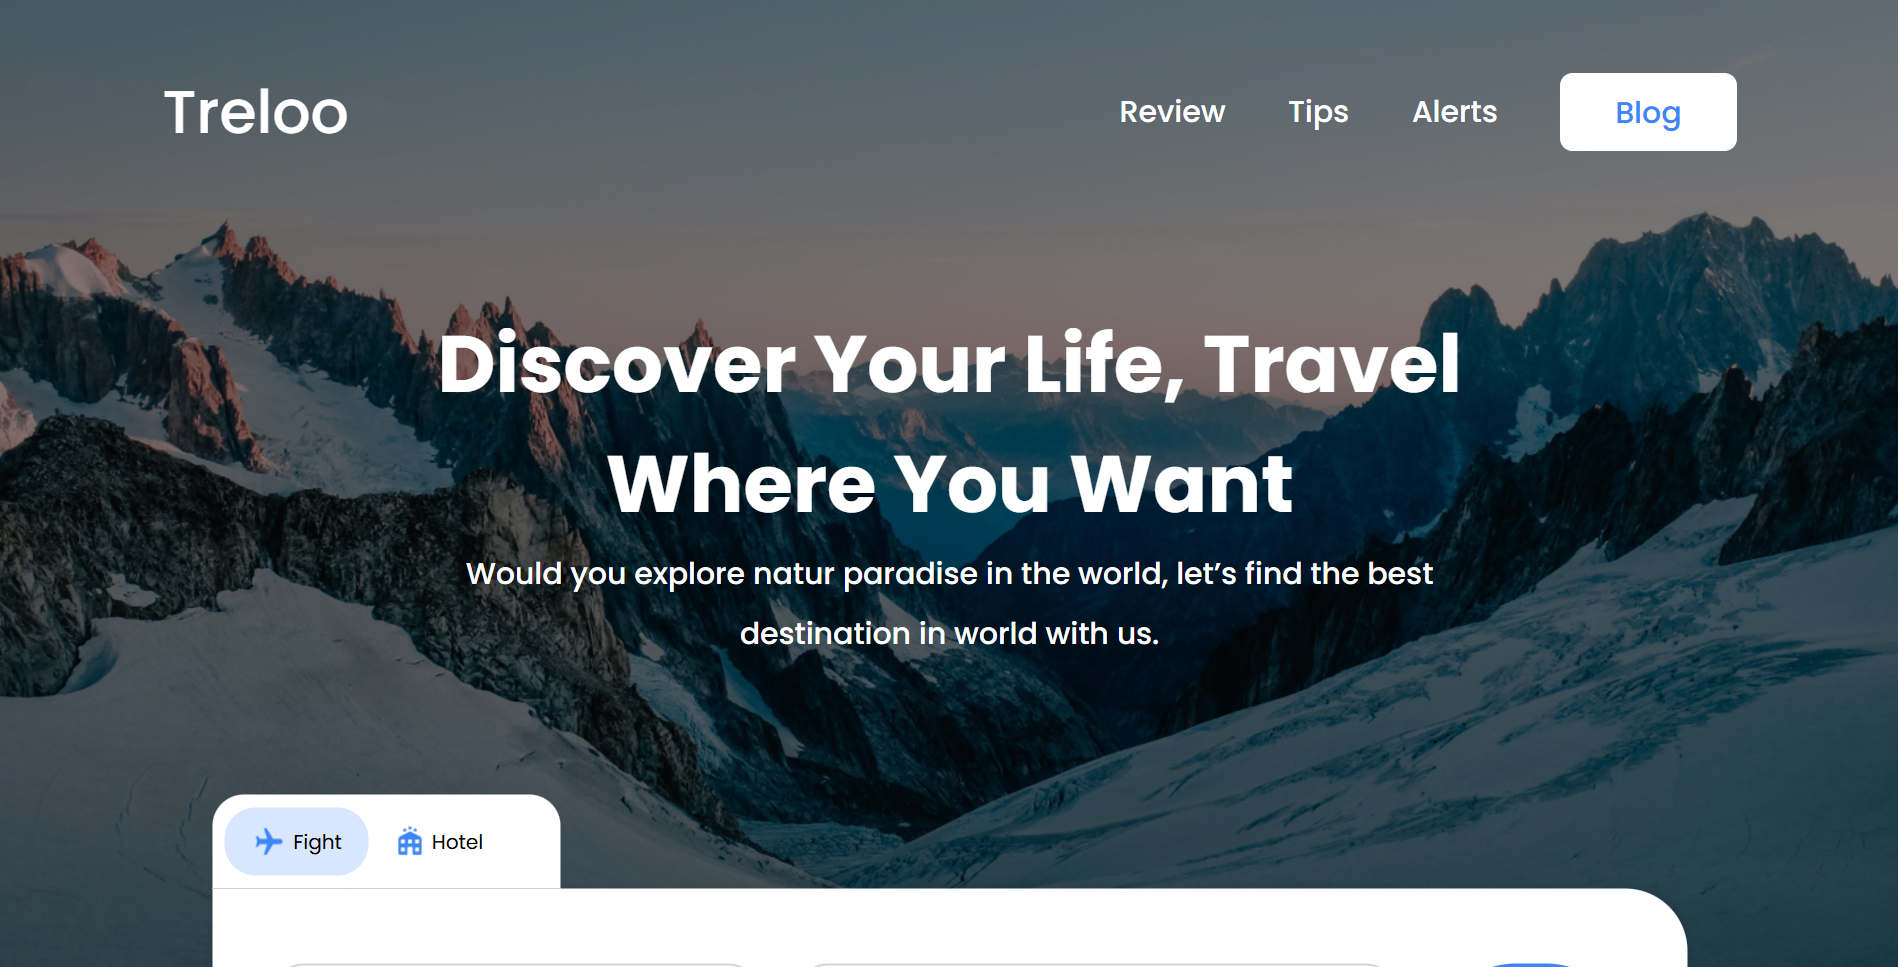 Treloo
Review
Tips
Alerts
Blog
Discover Your Life, Travel
Where You Want
Would you explore natur paradise in the world, let’s find the best
destination in world with us.
Fight
Hotel